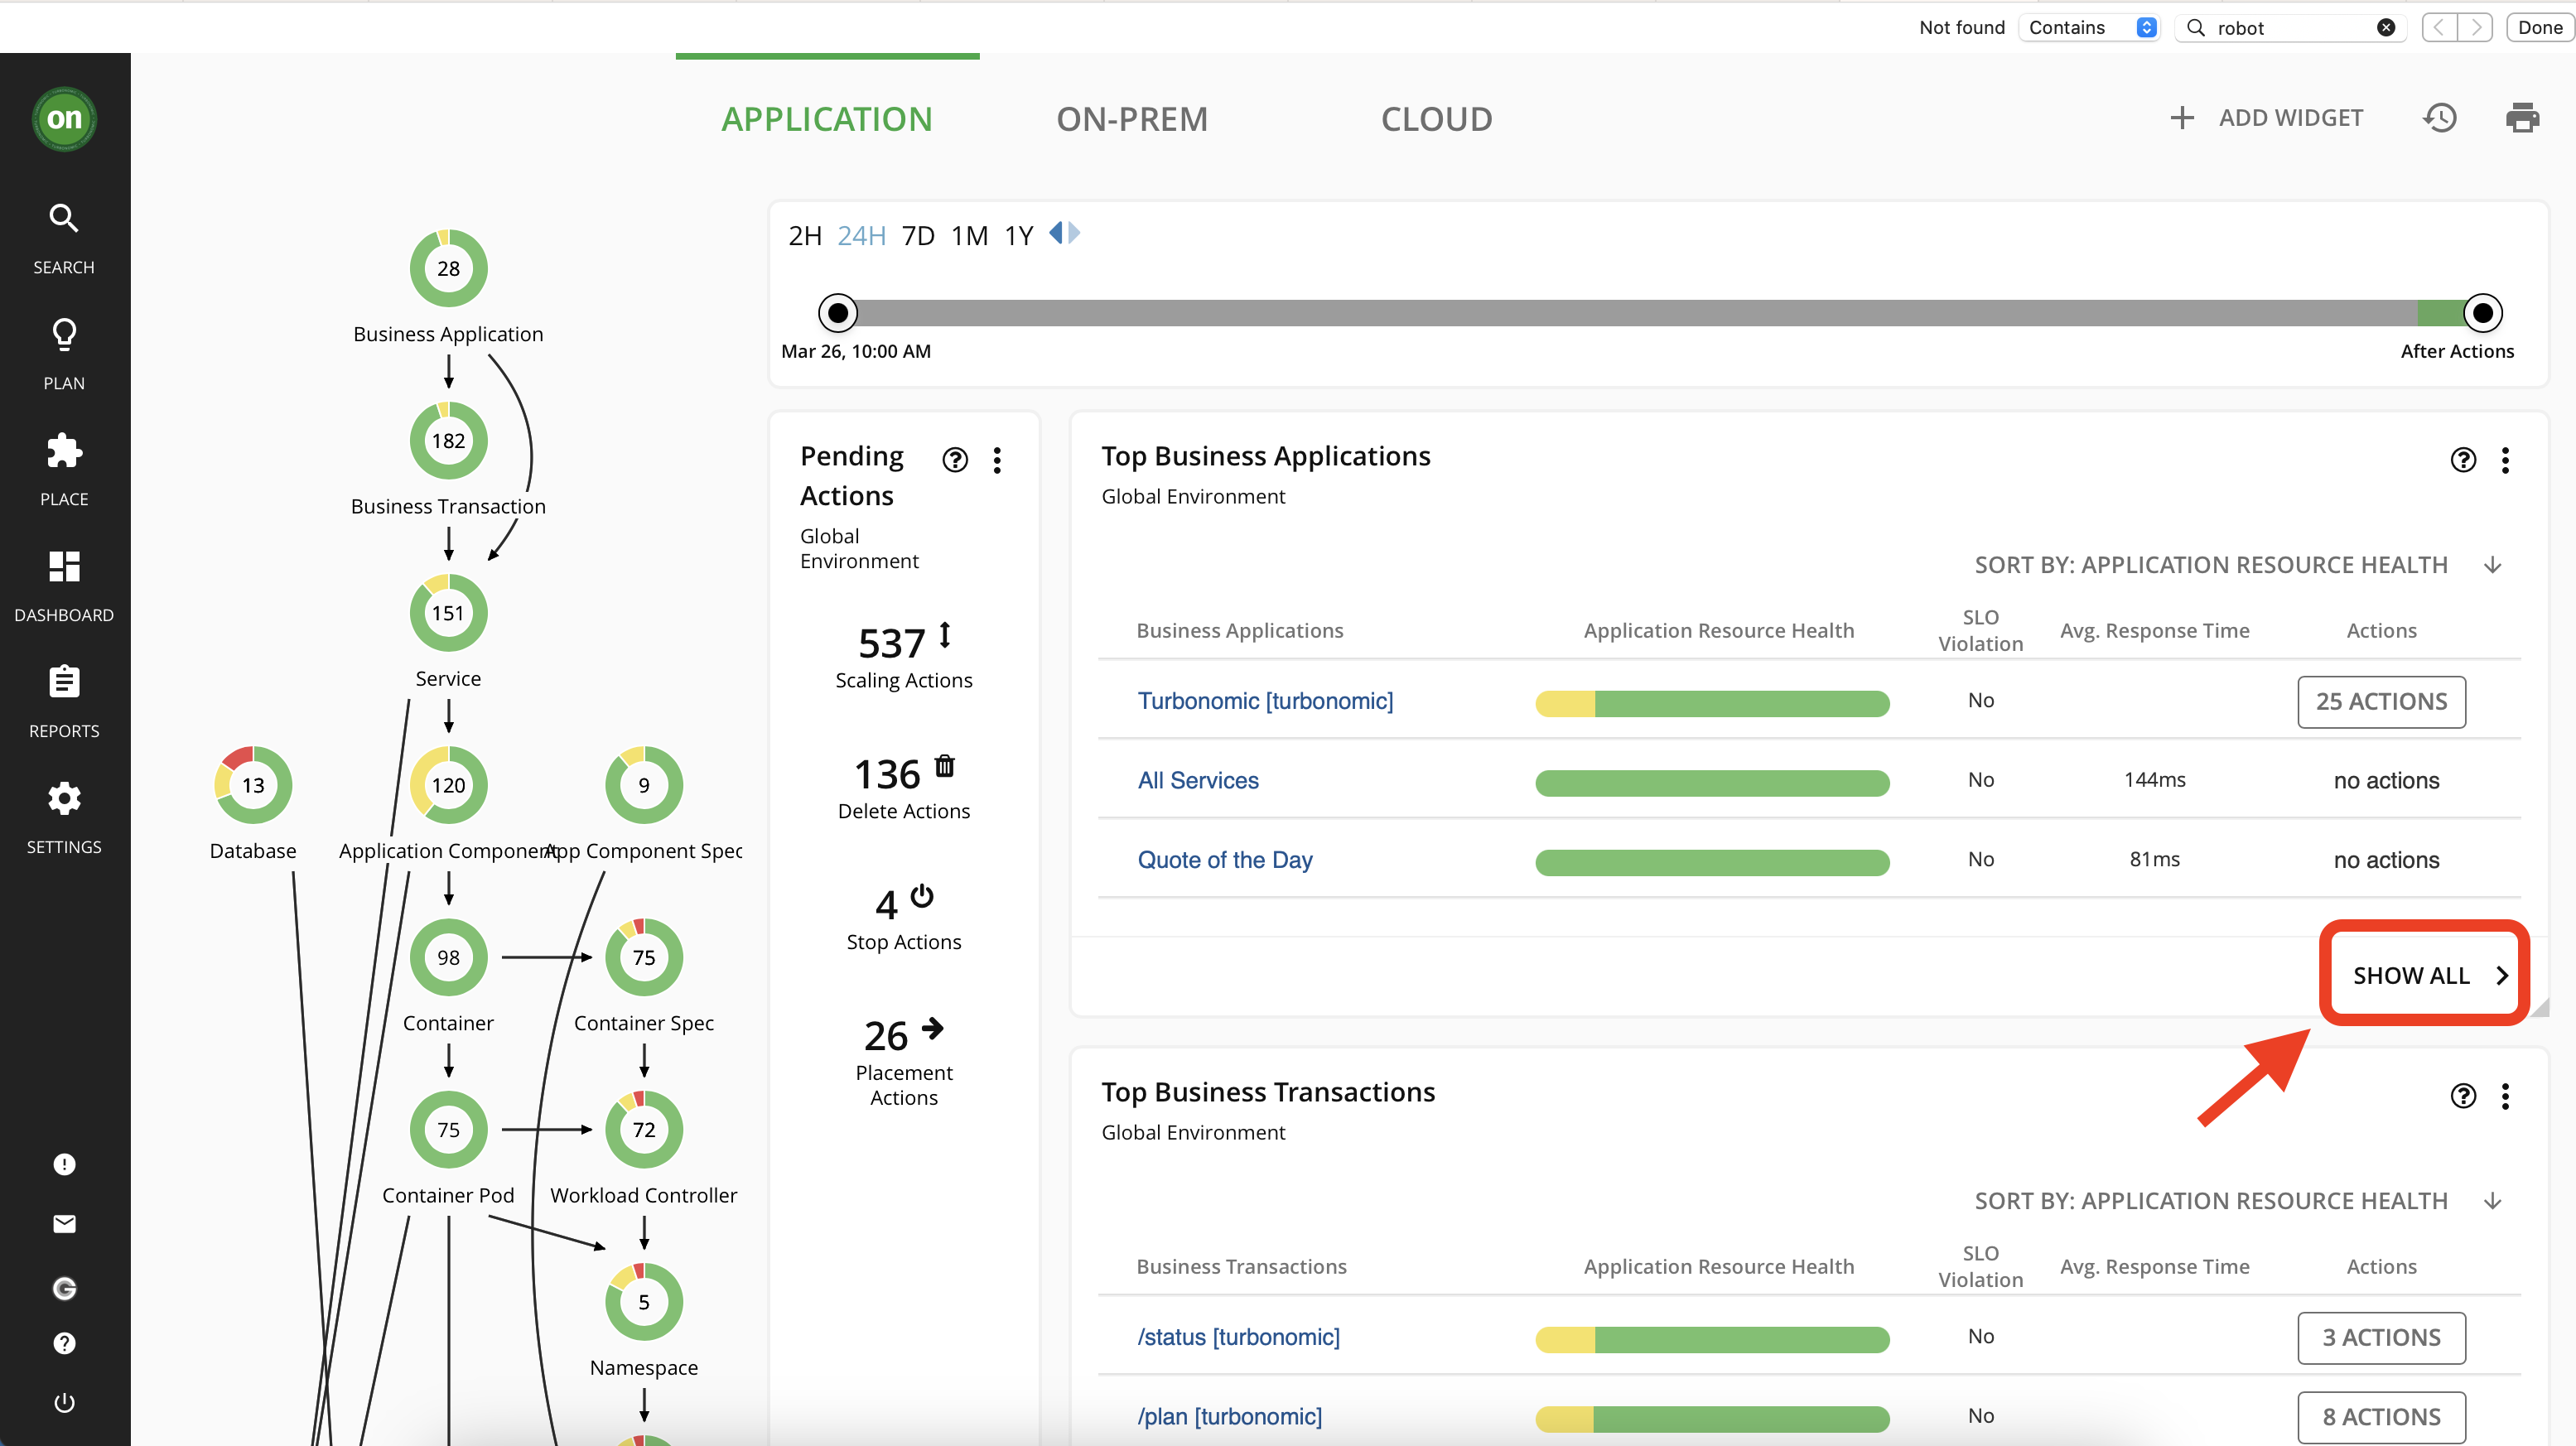 Not found
Contains
robot
Done
on
SEARCH
PLAN
PLACE
DASHBOARD
REPORTS
SETTINGS
APPLICATION
ON-PREM
CLOUD
ADD WIDGET
28
Business Application
182
Business Transaction
151
Service
13
Database
120
Application Component
9
App Component Spec
98
Container
75
Container Spec
75
Container Pod
72
Workload Controller
5
Namespace
2H 24H 7D 1M 1Y
Mar 26, 10:00 AM
After Actions
Pending
Actions
Global
Environment
537
Scaling Actions
136
Delete Actions
4
Stop Actions
26
Placement
Actions
Top Business Applications
Global Environment
SORT BY: APPLICATION RESOURCE HEALTH
Business Applications Application Resource Health SLO Violation Avg. Response Time Actions
Turbonomic [turbonomic] No 25 ACTIONS
All Services No 144ms no actions
Quote of the Day No 81ms no actions
SHOW ALL
Top Business Transactions
Global Environment
SORT BY: APPLICATION RESOURCE HEALTH
Business Transactions Application Resource Health SLO Violation Avg. Response Time Actions
/status [turbonomic] No 3 ACTIONS
/plan [turbonomic] No 8 ACTIONS